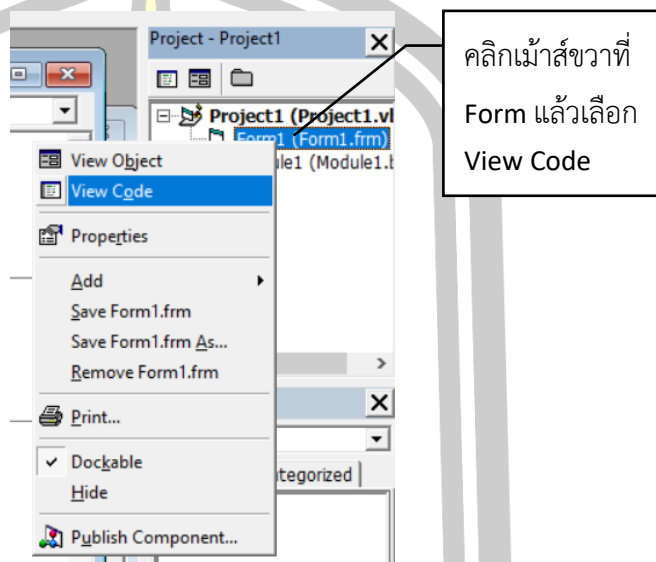 Project - Project1
คลิกเม้าส์ขวาที่
Form แล้วเลือก
View Code
Project1 (Project1.vl
Form1 (Form1.frm)
View Object
le1 (Module1.b
View Code
Properties
Add
Save Form1.frm
Save Form1.frm As...
Remove Form1.frm
Print...
Dockable
tegorized
Hide
Publish Component...